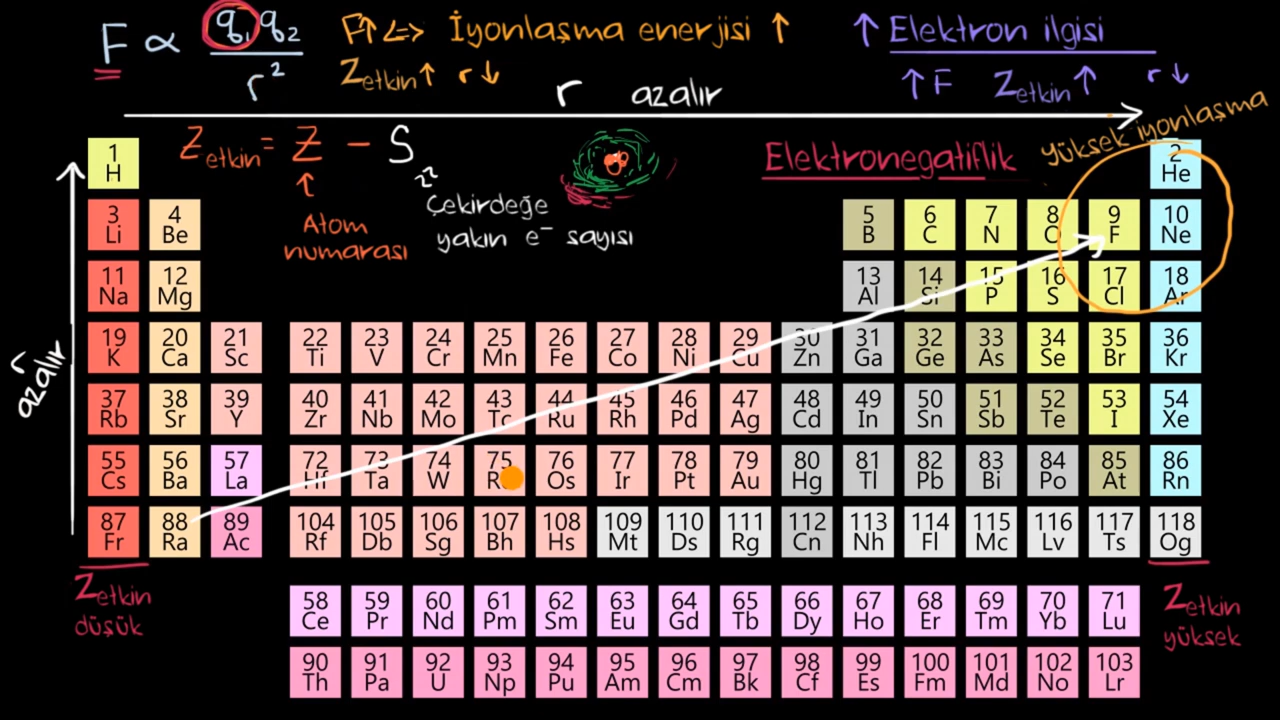 F ∝ q₁q₂ / r²
F↑ <=> İyonlaşma enerjisi ↑
Zetkin↑ r↓
↑ Elektron ilgisi
↑F Zetkin↑ r↓
r azalır
Zetkin = Z - S
↑
Atom
numarası
Çekirdeğe
yakın e⁻ sayısı
Elektronegatiflik
yüksek iyonlaşma
r azalır
1 H 2 He
3 Li 4 Be 5 B 6 C 7 N 8 O 9 F 10 Ne
11 Na 12 Mg 13 Al 14 Si 15 P 16 S 17 Cl 18 Ar
19 K 20 Ca 21 Sc 22 Ti 23 V 24 Cr 25 Mn 26 Fe 27 Co 28 Ni 29 Cu 30 Zn 31 Ga 32 Ge 33 As 34 Se 35 Br 36 Kr
37 Rb 38 Sr 39 Y 40 Zr 41 Nb 42 Mo 43 Tc 44 Ru 45 Rh 46 Pd 47 Ag 48 Cd 49 In 50 Sn 51 Sb 52 Te 53 I 54 Xe
55 Cs 56 Ba 57 La 72 Hf 73 Ta 74 W 75 R 76 Os 77 Ir 78 Pt 79 Au 80 Hg 81 Tl 82 Pb 83 Bi 84 Po 85 At 86 Rn
87 Fr 88 Ra 89 Ac 104 Rf 105 Db 106 Sg 107 Bh 108 Hs 109 Mt 110 Ds 111 Rg 112 Cn 113 Nh 114 Fl 115 Mc 116 Lv 117 Ts 118 Og
58 Ce 59 Pr 60 Nd 61 Pm 62 Sm 63 Eu 64 Gd 65 Tb 66 Dy 67 Ho 68 Er 69 Tm 70 Yb 71 Lu
90 Th 91 Pa 92 U 93 Np 94 Pu 95 Am 96 Cm 97 Bk 98 Cf 99 Es 100 Fm 101 Md 102 No 103 Lr
Zetkin
düşük
Zetkin
yüksek